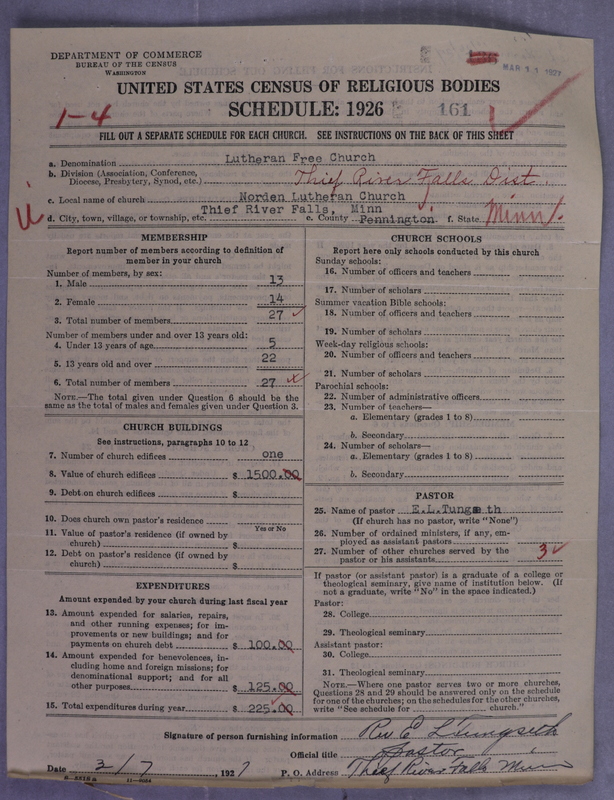 DEPARTMENT OF COMMERCE
BUREAU OF THE CENSUS
WASHINGTON
MAR 11 1927
UNITED STATES CENSUS OF RELIGIOUS BODIES
SCHEDULE: 1926
1-4
161
FILL OUT A SEPARATE SCHEDULE FOR EACH CHURCH. SEE INSTRUCTIONS ON THE BACK OF THIS SHEET
a. Denomination Lutheran Free Church
b. Division (Association, Conference, Diocese, Presbytery, Synod, etc.) Thief River Falls Dist.
c. Local name of church Norden Lutheran Church
d. City, town, village, or township, etc. Thief River Falls, Minn e. County Pennington f. State Minn.
MEMBERSHIP
Report number of members according to definition of
member in your church
Number of members, by sex:
1. Male 13
2. Female 14
3. Total number of members 27
Number of members under and over 13 years old:
4. Under 13 years of age 5
5. 13 years old and over 22
6. Total number of members 27
NOTE.—The total given under Question 6 should be
same as the total of males and females given under Question 3.
CHURCH BUILDINGS
See instructions, paragraphs 10 to 12
7. Number of church edifices one
8. Value of church edifices $ 1500.00
9. Debt on church edifices $
10. Does church own pastor's residence
Yes or No
11. Value of pastor's residence (if owned by
church) $
12. Debt on pastor's residence (if owned by
church) $
EXPENDITURES
Amount expended by your church during last fiscal year
13. Amount expended for salaries, repairs,
and other running expenses; for im-
provements or new buildings; and for
payments on church debt $ 100.00
14. Amount expended for benevolences, in-
cluding home and foreign missions; for
denominational support; and for all
other purposes $ 125.00
15. Total expenditures during year $ 225.00
CHURCH SCHOOLS
Report here only schools conducted by this church
Sunday schools:
16. Number of officers and teachers
17. Number of scholars
Summer vacation Bible schools:
18. Number of officers and teachers
19. Number of scholars
Week-day religious schools:
20. Number of officers and teachers
21. Number of scholars
Parochial schools:
22. Number of administrative officers
23. Number of teachers—
a. Elementary (grades 1 to 8)
b. Secondary
24. Number of scholars—
a. Elementary (grades 1 to 8)
b. Secondary
PASTOR
25. Name of pastor E.L.Tungseth
(If church has no pastor, write "None")
26. Number of ordained ministers, if any, em-
ployed as assistant pastors
27. Number of other churches served by the
pastor or his assistants 3
If pastor (or assistant pastor) is a graduate of a college or
theological seminary, give name of institution below. (If
not a graduate, write "No" in the space indicated.)
Pastor:
28. College
29. Theological seminary
Assistant pastor:
30. College
31. Theological seminary
NOTE.—Where one pastor serves two or more churches,
Questions 28 and 29 should be answered only on the schedule
for one of the churches; on the schedules for the other churches,
write "See schedule for church."
Signature of person furnishing information Rev E L Tungseth
Official title Pastor
Date 3/7, 1927 P. O. Address Thief River Falls Minn